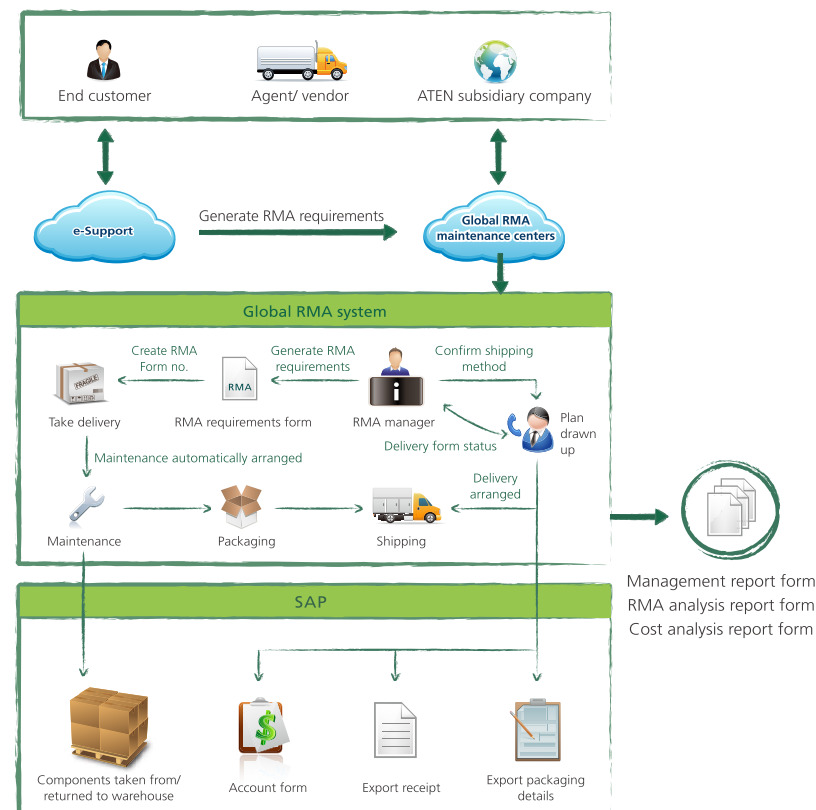 End customer
Agent/ vendor
ATEN subsidiary company
e-Support
Generate RMA requirements
Global RMA
maintenance centers
Global RMA system
Create RMA
Form no.
Generate RMA
requirements
Confirm shipping
method
FRAGILE
RMA
i
Take delivery
RMA requirements form
RMA manager
Plan
drawn
up
Delivery form status
Maintenance automatically arranged
Delivery
arranged
Maintenance
Packaging
Shipping
Management report form
RMA analysis report form
Cost analysis report form
SAP
$
Components taken from/
returned to warehouse
Account form
Export receipt
Export packaging
details